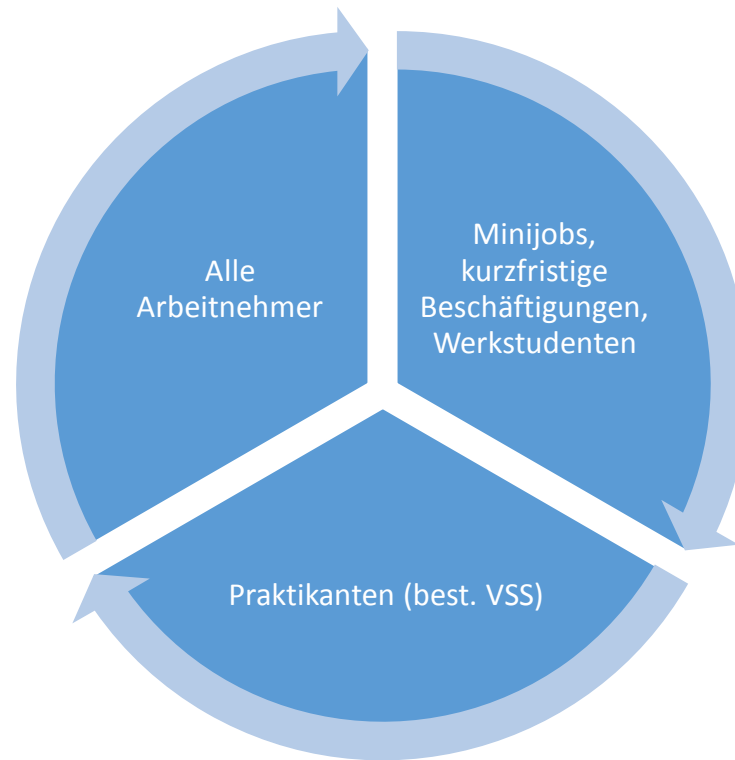 Alle
Arbeitnehmer
Minijobs,
kurzfristige
Beschäftigungen,
Werkstudenten
Praktikanten (best. VSS)